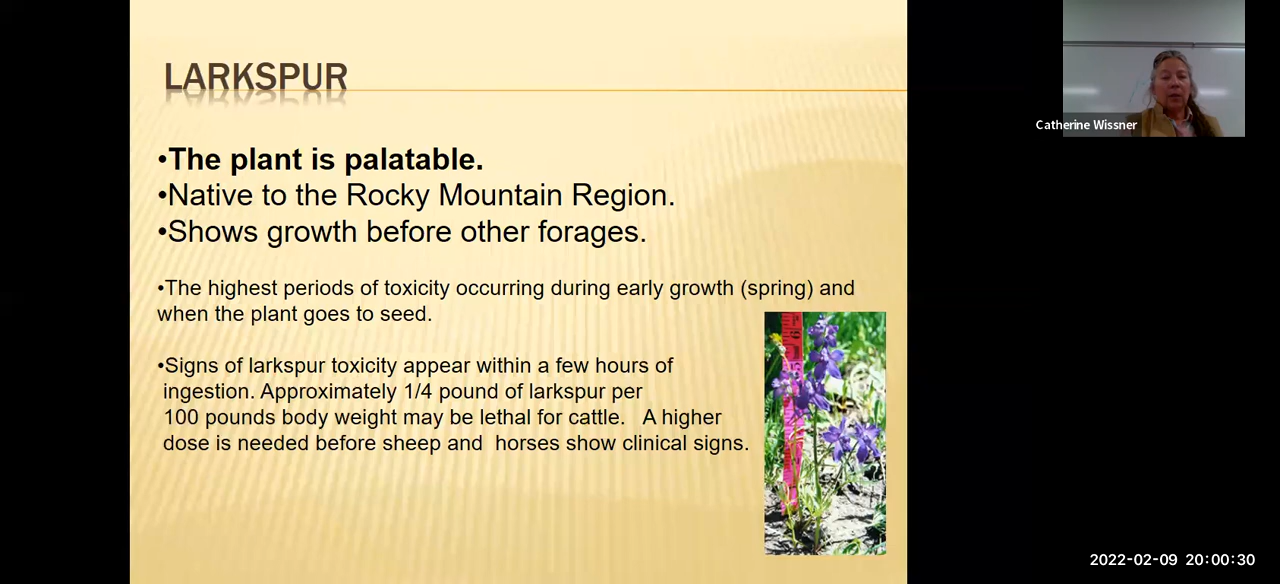 LARKSPUR
•The plant is palatable.
•Native to the Rocky Mountain Region.
•Shows growth before other forages.
•The highest periods of toxicity occurring during early growth (spring) and
when the plant goes to seed.
•Signs of larkspur toxicity appear within a few hours of
ingestion. Approximately 1/4 pound of larkspur per
100 pounds body weight may be lethal for cattle.   A higher
dose is needed before sheep and  horses show clinical signs.
Catherine Wissner
2022-02-09 20:00:30